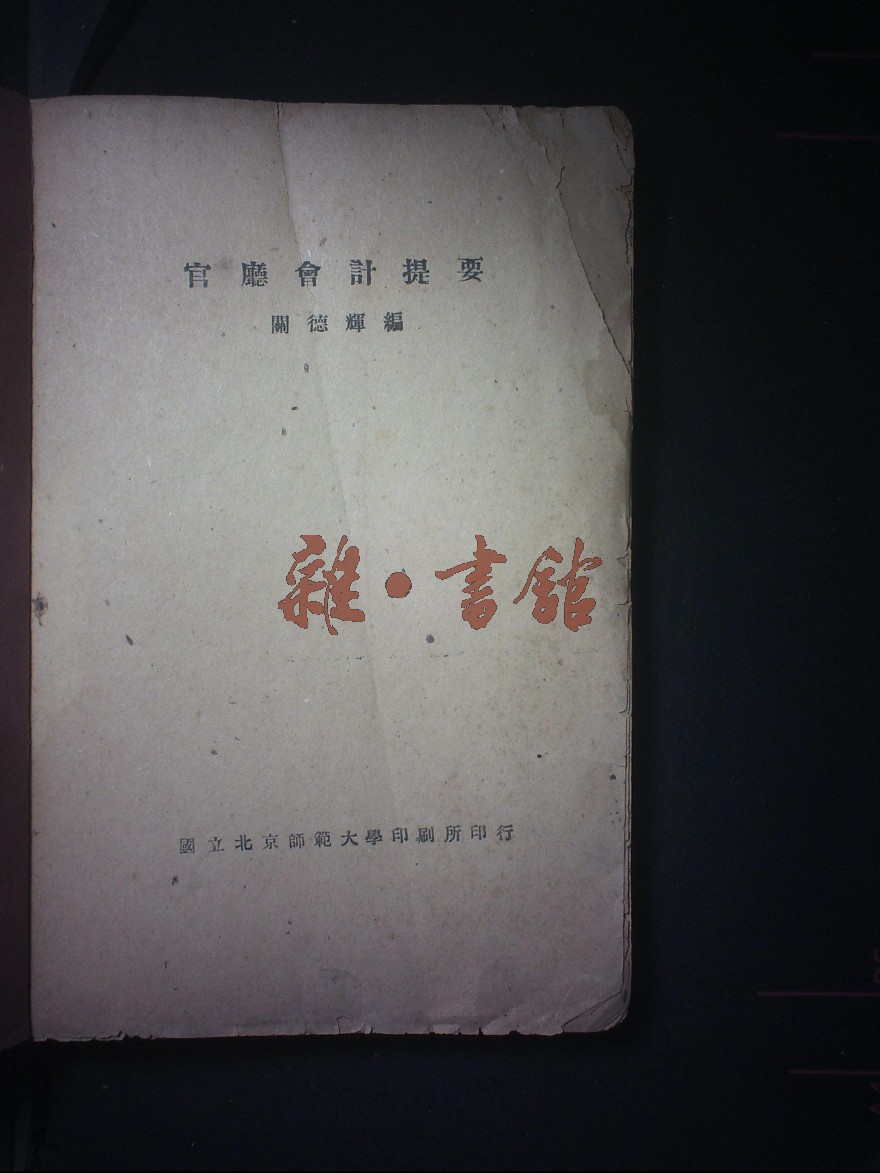 官廳會計提要
關德輝編
雜·書館
國立北京師範大學印刷所印行